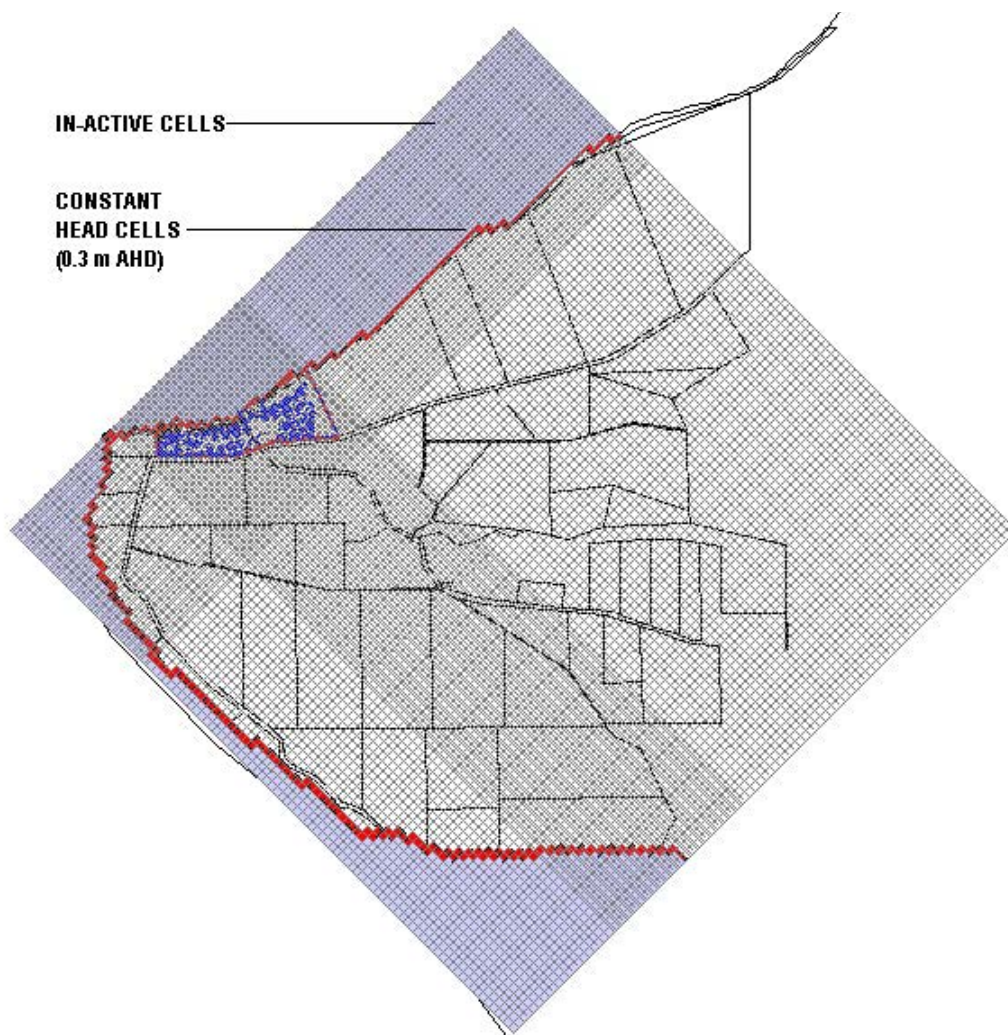 IN-ACTIVE CELLS
CONSTANT
HEAD CELLS
(0.3 m AHD)